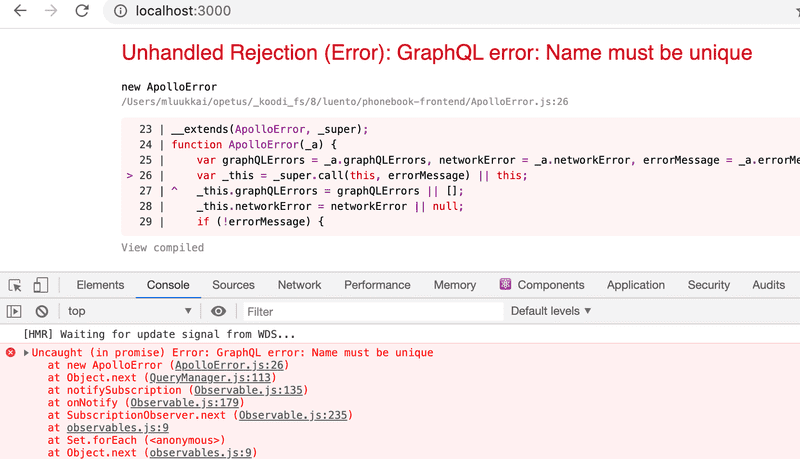 localhost:3000
Unhandled Rejection (Error): GraphQL error: Name must be unique
new ApolloError
/Users/mluukkai/opetus/_koodi_fs/8/luento/phonebook-frontend/ApolloError.js:26
23 | __extends(ApolloError, _super);
24 | function ApolloError(_a) {
25 |     var graphQLErrors = _a.graphQLErrors, networkError = _a.networkError, errorMessage = _a.errorMe
> 26 |     var _this = _super.call(this, errorMessage) || this;
27 | ^   _this.graphQLErrors = graphQLErrors || [];
28 |     _this.networkError = networkError || null;
29 |     if (!errorMessage) {
View compiled
Elements Console Sources Network Performance Memory Components Application Security Audits
top Filter Default levels ▼
[HMR] Waiting for update signal from WDS...
Uncaught (in promise) Error: GraphQL error: Name must be unique
at new ApolloError (ApolloError.js:26)
at Object.next (QueryManager.js:113)
at notifySubscription (Observable.js:135)
at onNotify (Observable.js:179)
at SubscriptionObserver.next (Observable.js:235)
at observables.js:9
at Set.forEach (<anonymous>)
at Object.next (observables.js:9)